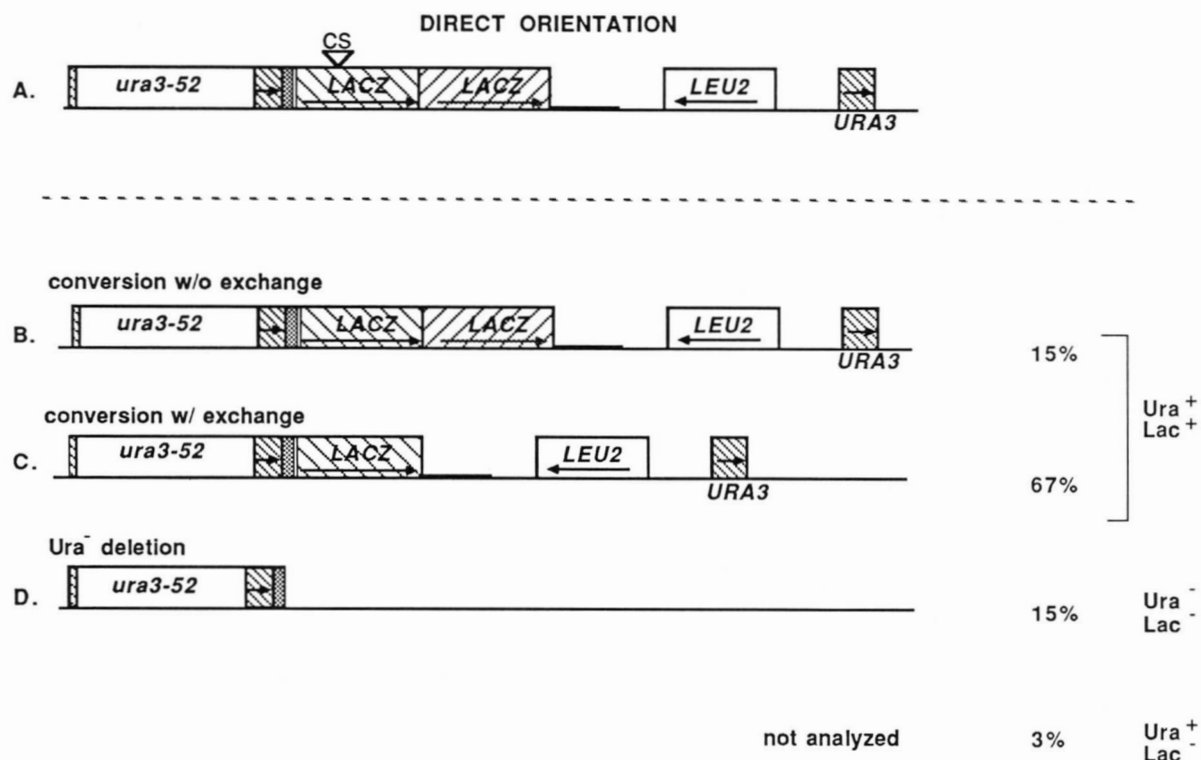 DIRECT ORIENTATION
CS
A. ura3-52 LACZ LACZ LEU2
URA3
conversion w/o exchange
B. ura3-52 LACZ LACZ LEU2
URA3
15%
conversion w/ exchange
Ura+
Lac+
C. ura3-52 LACZ LEU2
URA3
67%
Ura- deletion
D. ura3-52
15%
Ura-
Lac-
not analyzed 3%
Ura+
Lac-